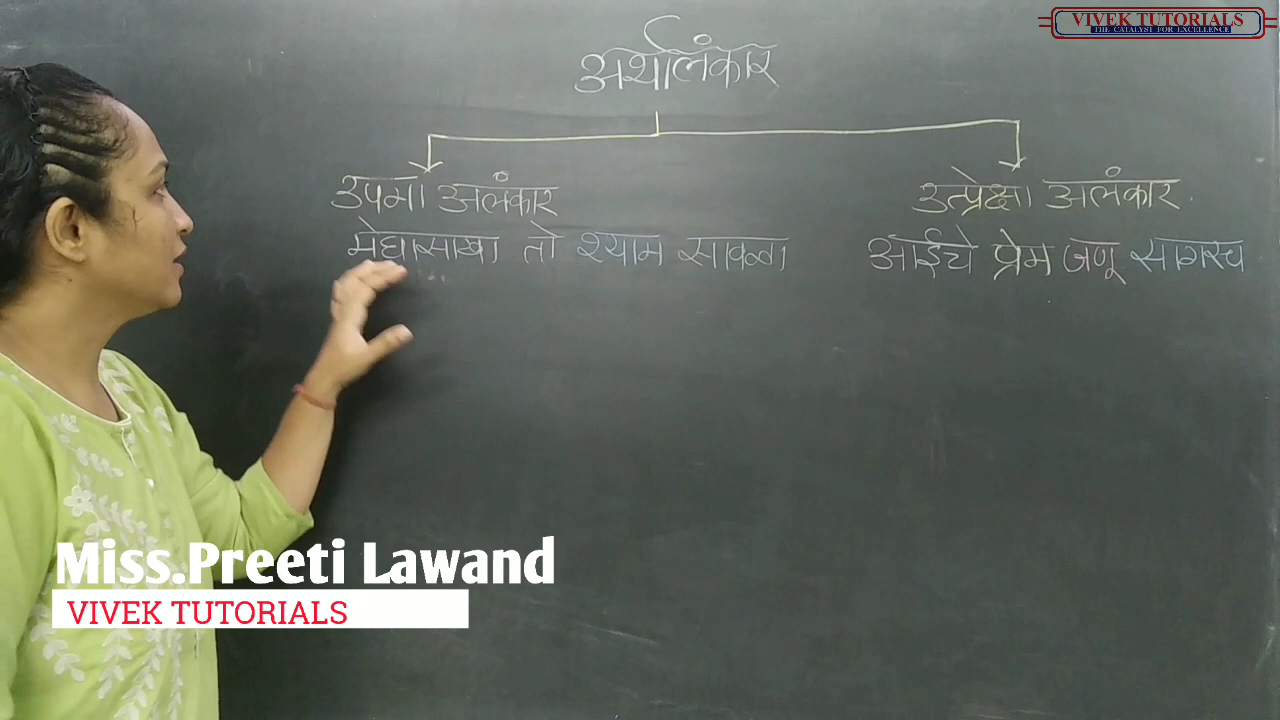 VIVEK TUTORIALS
THE CATALYST FOR EXCELLENCE
अर्थालंकार
उपमा अलंकार
उत्प्रेक्षा अलंकार
मेघासारखा तो श्याम सावळा
आईचे प्रेम जणू सागरच
Miss.Preeti Lawand
VIVEK TUTORIALS